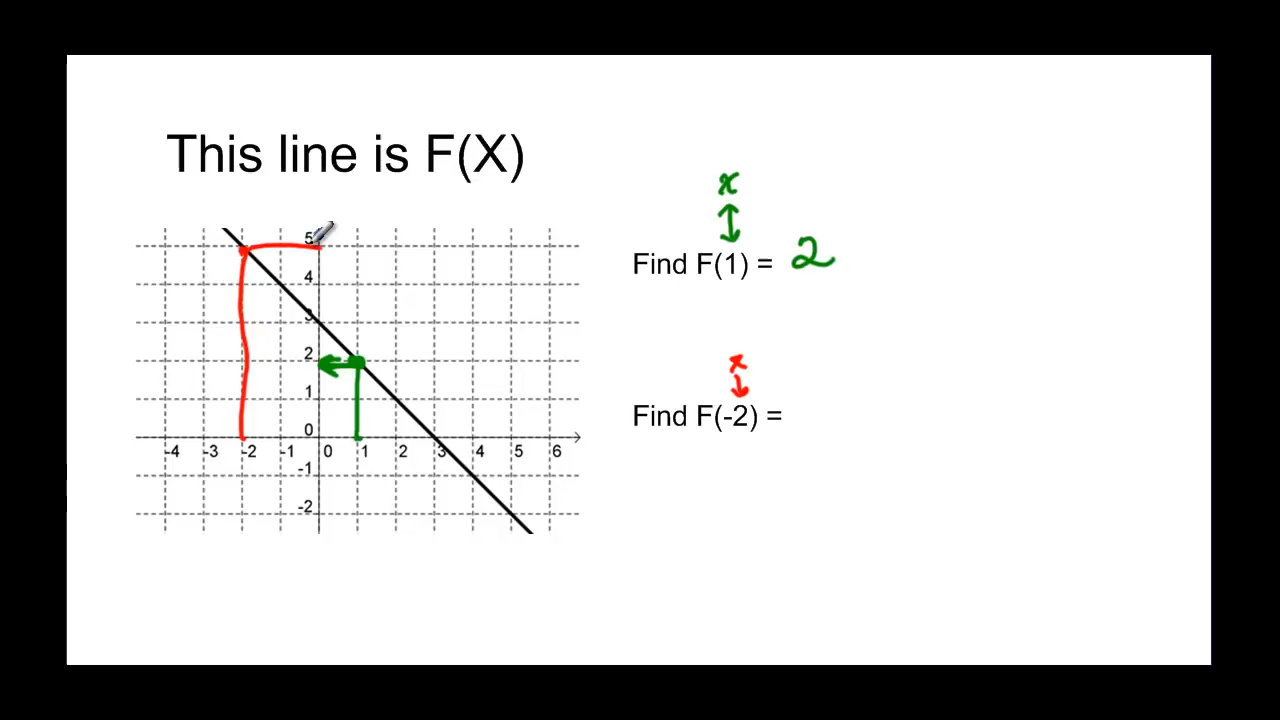 This line is F(X)
x
Find F(1) = 2
x
Find F(-2) =
5
4
3
2
1
0
-4 -3 -2 -1 0 1 2 3 4 5 6
-1
-2